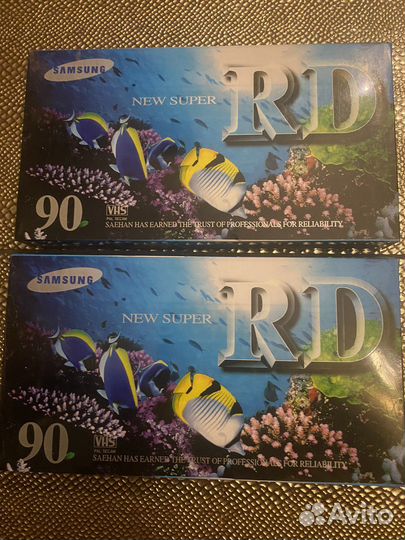 SAMSUNG
NEW SUPER
RD
90
VHS
PAL SECAM
SAEHAN HAS EARNED THE TRUST OF PROFESSIONALS FOR RELIABILITY.
SAMSUNG
NEW SUPER
RD
90
VHS
PAL SECAM
SAEHAN HAS EARNED THE TRUST OF PROFESSIONALS FOR RELIABILITY.
Avito